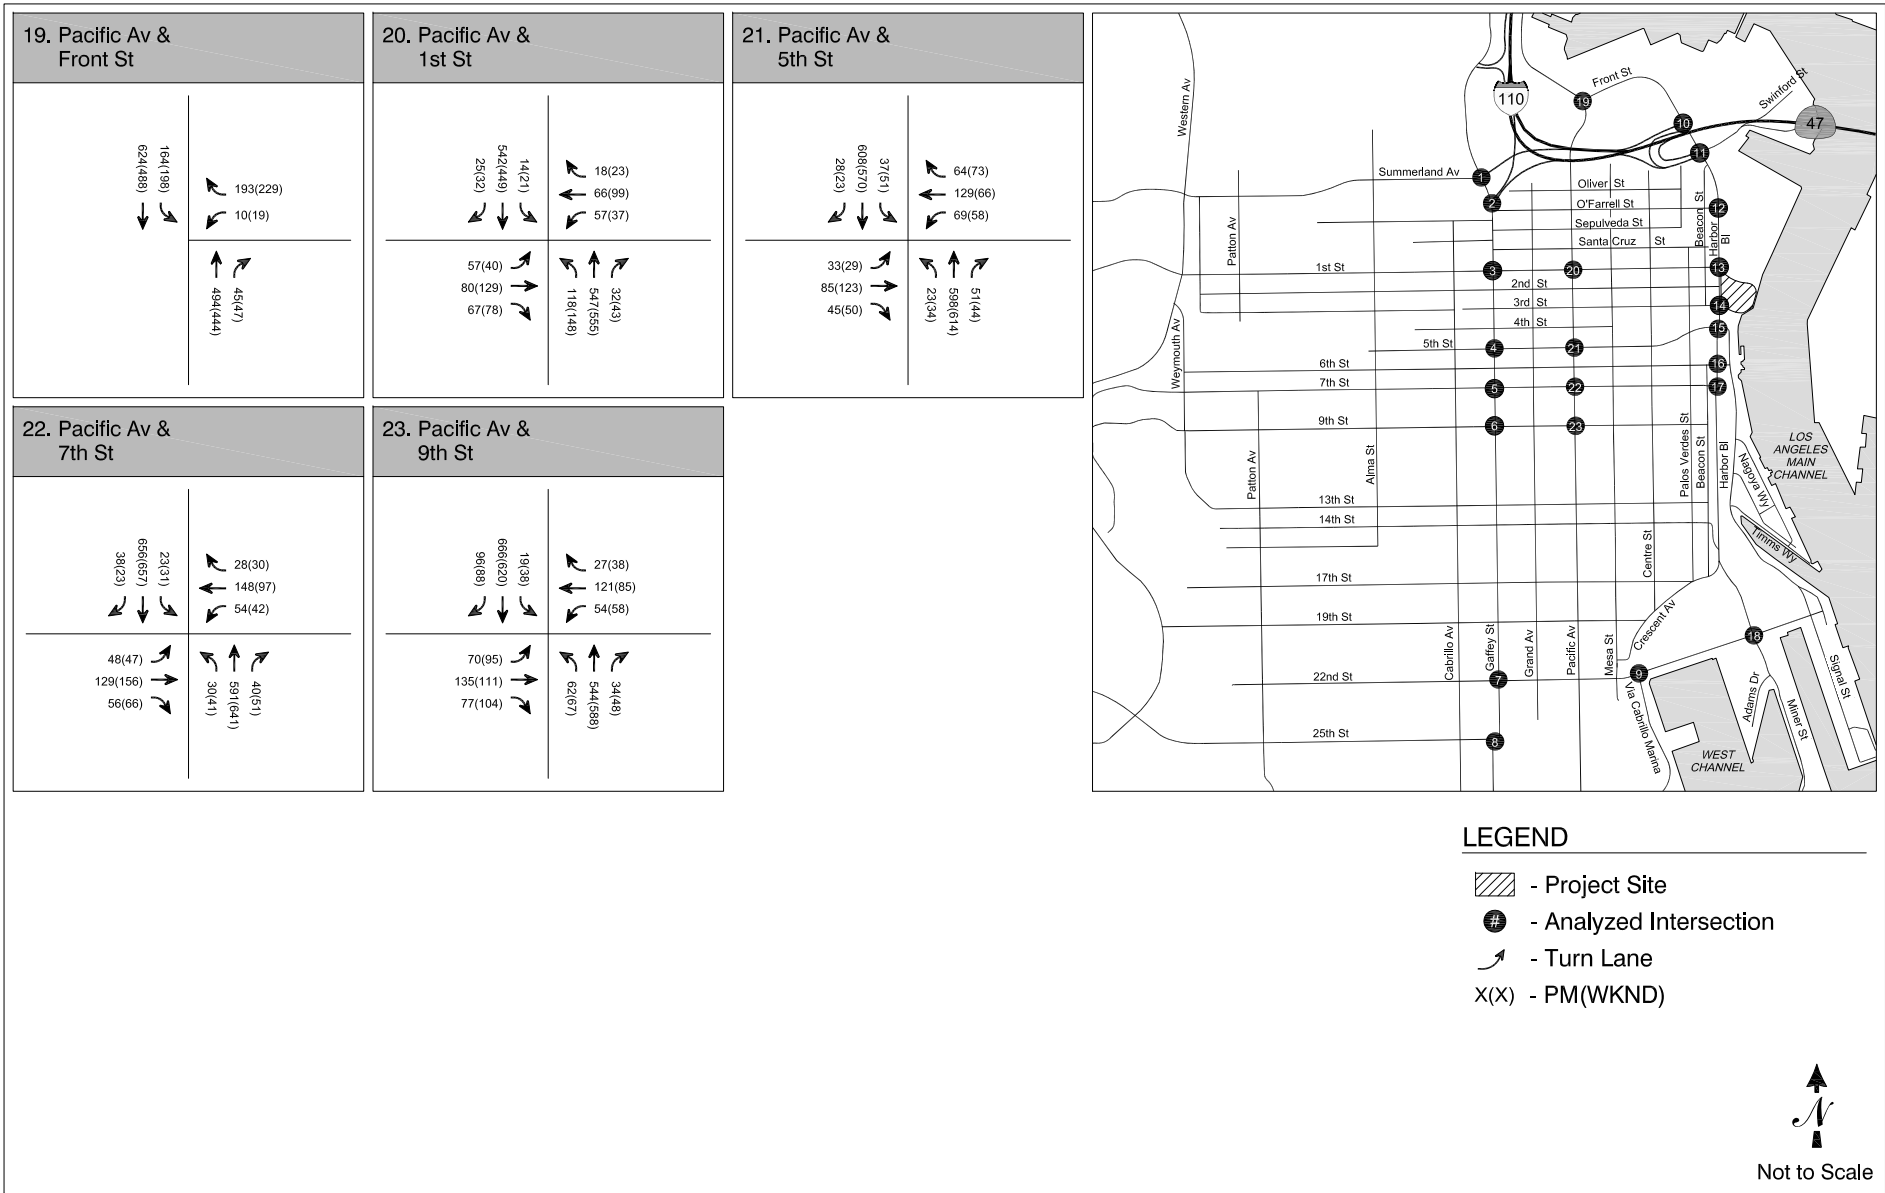 19. Pacific Av &
Front St
624(488)
164(198)
193(229)
10(19)
494(444)
45(47)
20. Pacific Av &
1st St
25(32)
542(449)
14(21)
18(23)
66(99)
57(37)
57(40)
80(129)
67(78)
118(148)
547(555)
32(43)
21. Pacific Av &
5th St
28(23)
608(570)
37(51)
64(73)
129(66)
69(58)
33(29)
85(123)
45(50)
23(34)
598(614)
51(44)
22. Pacific Av &
7th St
38(23)
656(657)
23(31)
28(30)
148(97)
54(42)
48(47)
129(156)
56(66)
30(41)
591(641)
40(51)
23. Pacific Av &
9th St
96(88)
666(620)
19(38)
27(38)
121(85)
54(58)
70(95)
135(111)
77(104)
62(67)
544(588)
34(48)
Western Av
110
Front St
19
Swinford St
10
47
11
Summerland Av
1
Oliver St
2
O'Farrell St
12
Sepulveda St
Beacon St
Harbor Bl
Patton Av
Santa Cruz St
1st St
3
20
13
2nd St
3rd St
14
4th St
15
5th St
4
21
Weymouth Av
6th St
16
7th St
5
22
17
9th St
6
23
Patton Av
Alma St
Palos Verdes St
Beacon St
Harbor Bl
Nagoya Wy
LOS
ANGELES
MAIN
CHANNEL
13th St
14th St
Timms Wy
Centre St
17th St
19th St
Crescent Av
18
Cabrillo Av
Gaffey St
Grand Av
Pacific Av
Mesa St
22nd St
7
9
Via Cabrillo Marina
Adams Dr
Miner St
Signal St
25th St
8
WEST
CHANNEL
LEGEND
- Project Site
# - Analyzed Intersection
- Turn Lane
X(X) - PM(WKND)
N
Not to Scale